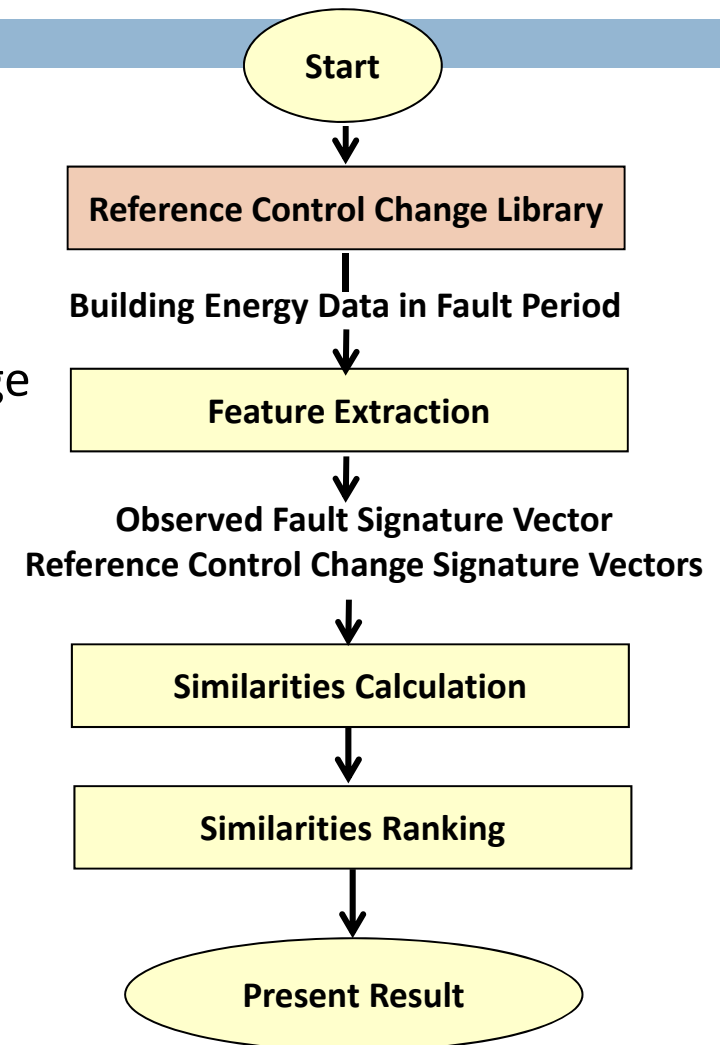 Start
Reference Control Change Library
Building Energy Data in Fault Period
Feature Extraction
Observed Fault Signature Vector
Reference Control Change Signature Vectors
Similarities Calculation
Similarities Ranking
Present Result